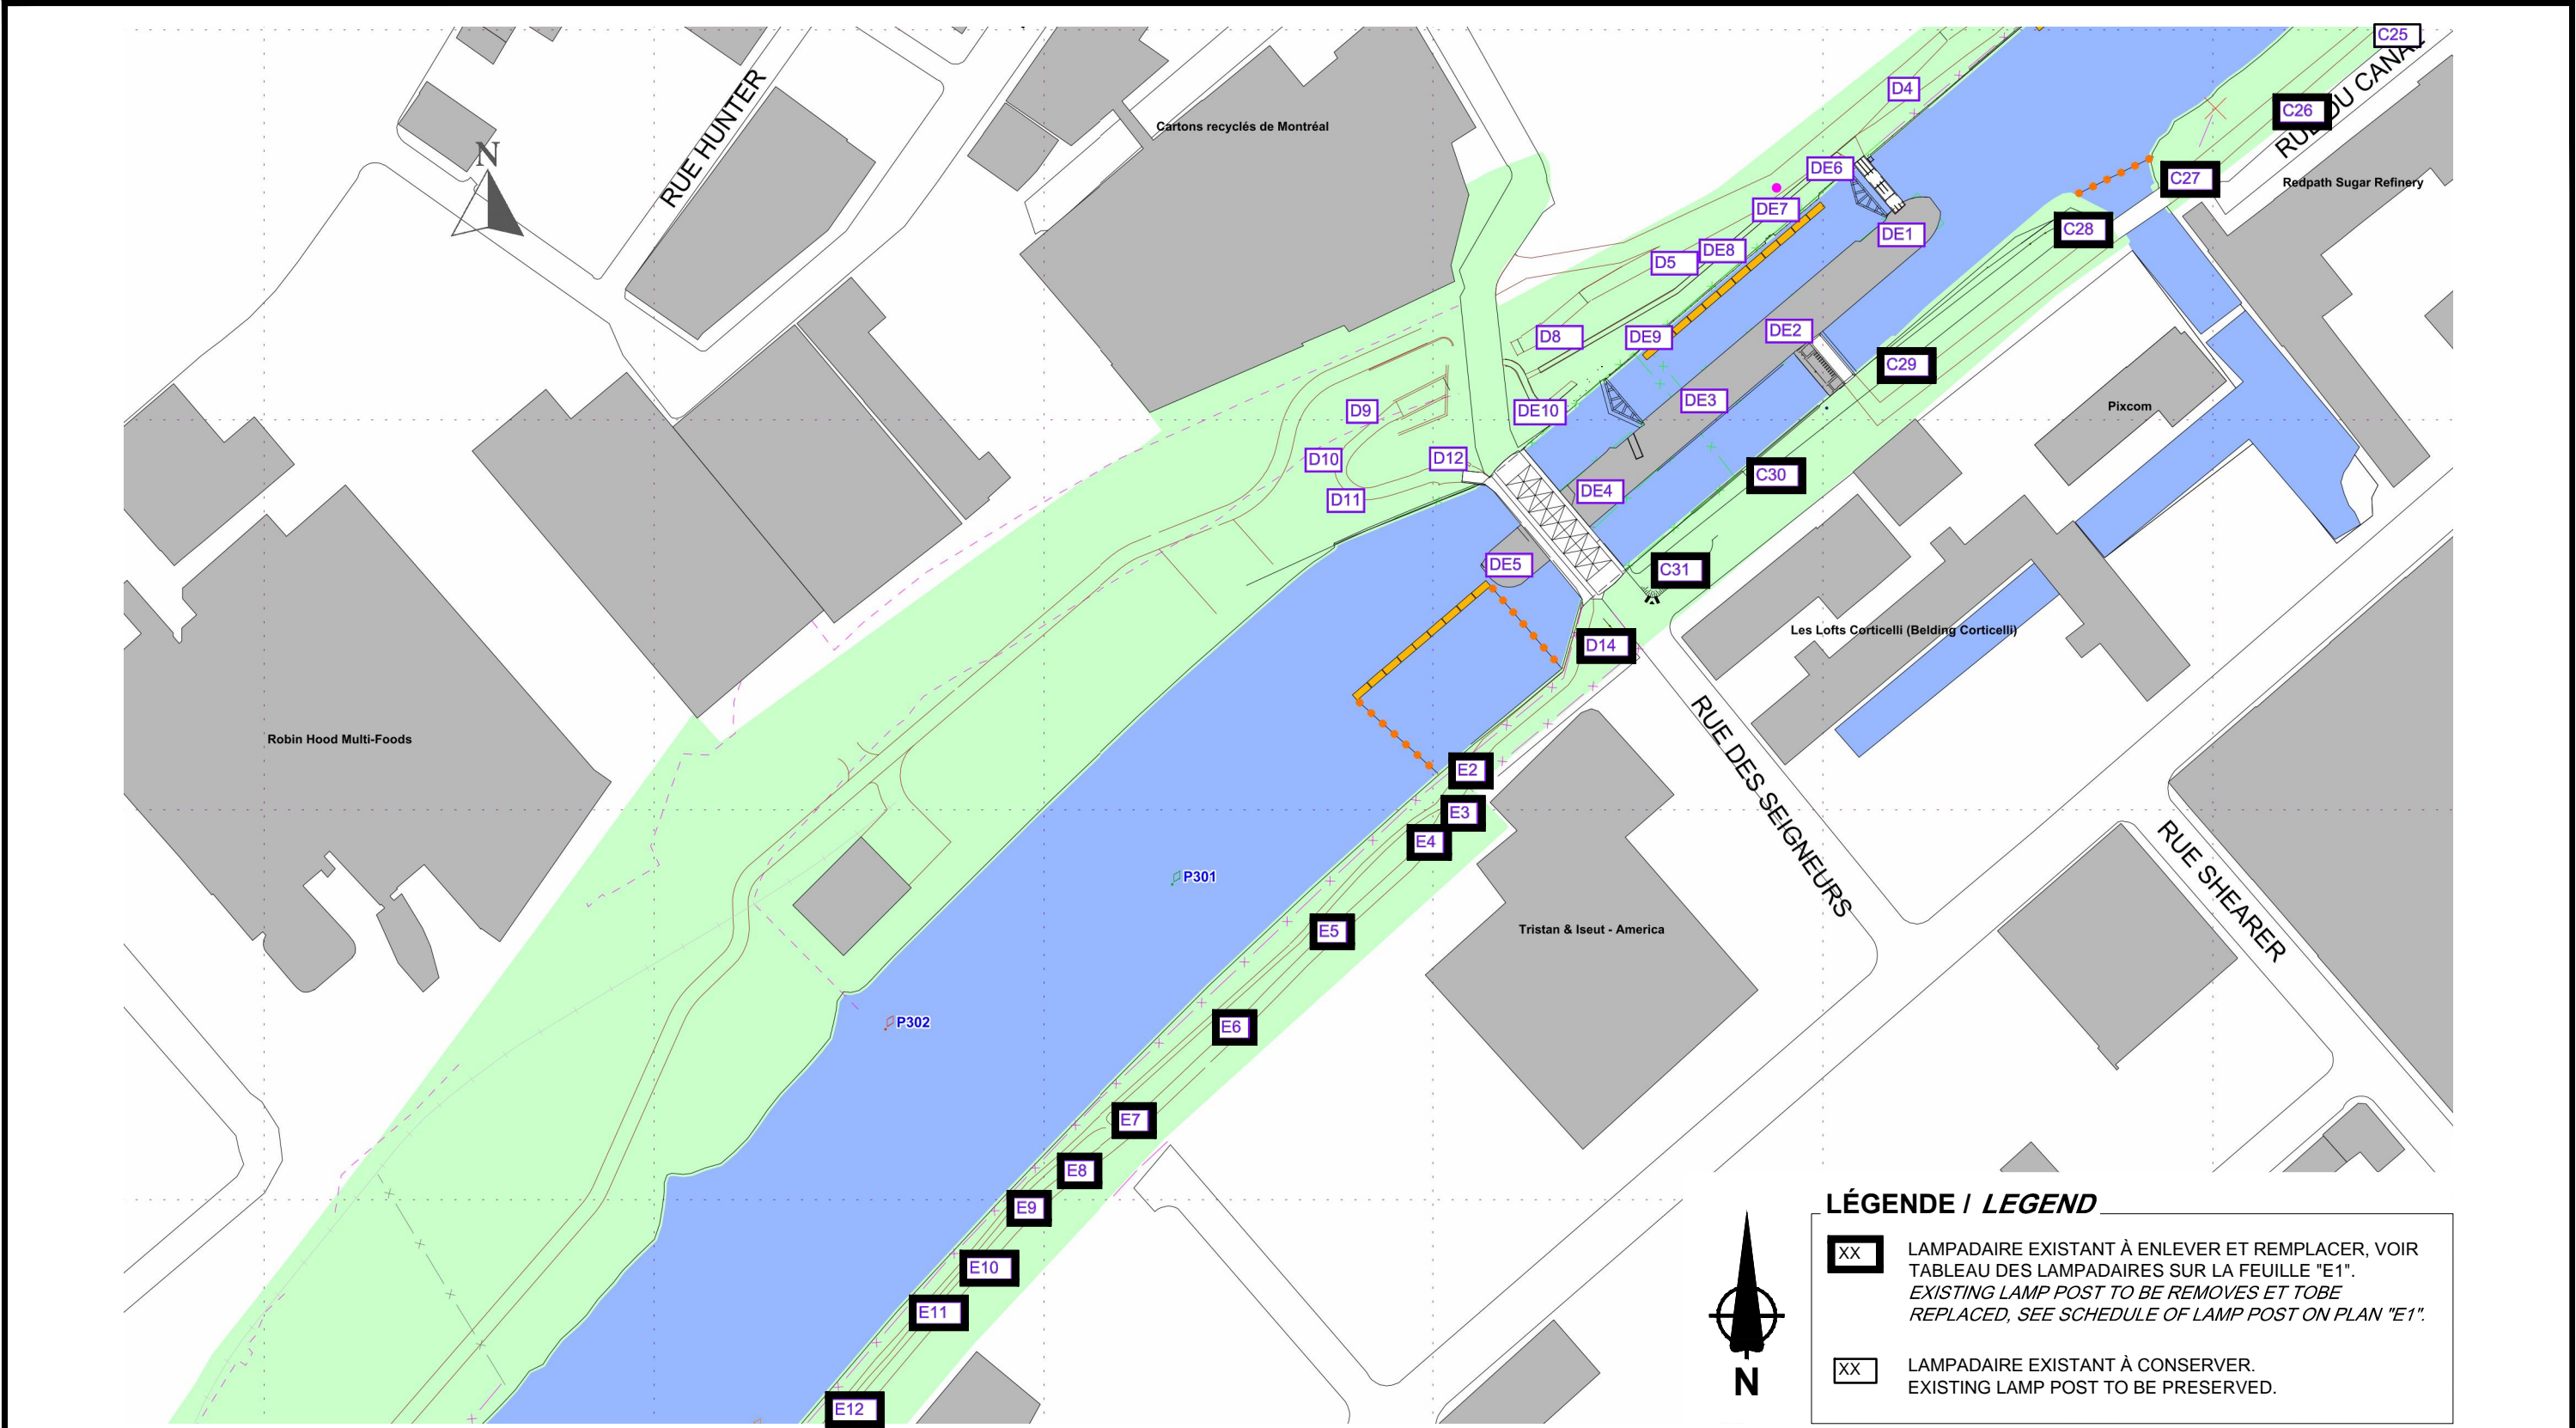 C25
RUE DU CANAL
C26
D4
RUE HUNTER
Cartons recyclés de Montréal
N
DE6
C27
Redpath Sugar Refinery
DE7
C28
DE1
DE8
D5
D8
DE9
DE2
C29
DE3
Pixcom
D9
DE10
D10
D12
C30
D11
DE4
DE5
C31
Les Lofts Corticelli (Belding Corticelli)
D14
RUE DES SEIGNEURS
Robin Hood Multi-Foods
E2
E3
E4
RUE SHEARER
P301
E5
Tristan & Iseut - America
P302
E6
E7
E8
E9
E10
E11
E12
N
LÉGENDE / LEGEND
XX
LAMPADAIRE EXISTANT À ENLEVER ET REMPLACER, VOIR
TABLEAU DES LAMPADAIRES SUR LA FEUILLE "E1".
EXISTING LAMP POST TO BE REMOVES ET TOBE
REPLACED, SEE SCHEDULE OF LAMP POST ON PLAN "E1".
XX
LAMPADAIRE EXISTANT À CONSERVER.
EXISTING LAMP POST TO BE PRESERVED.